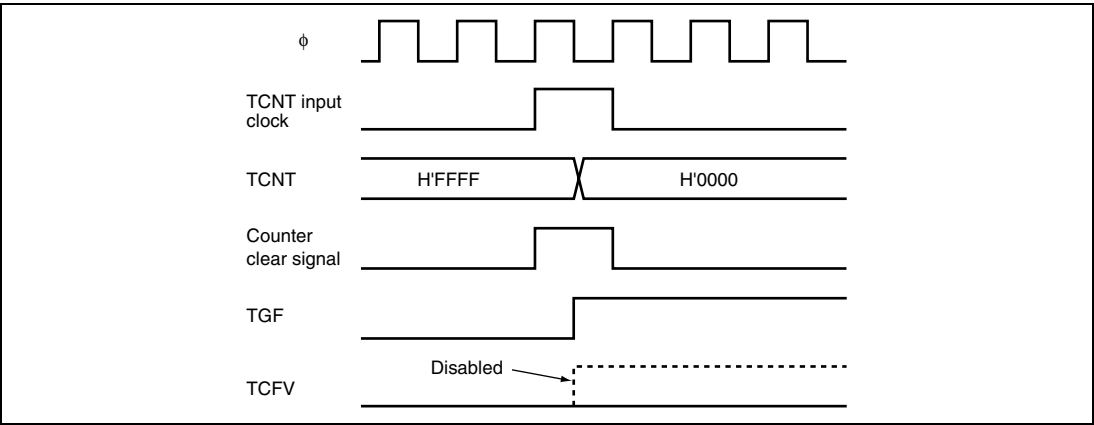 ϕ
TCNT input
clock
TCNT
H'FFFF
H'0000
Counter
clear signal
TGF
Disabled
TCFV